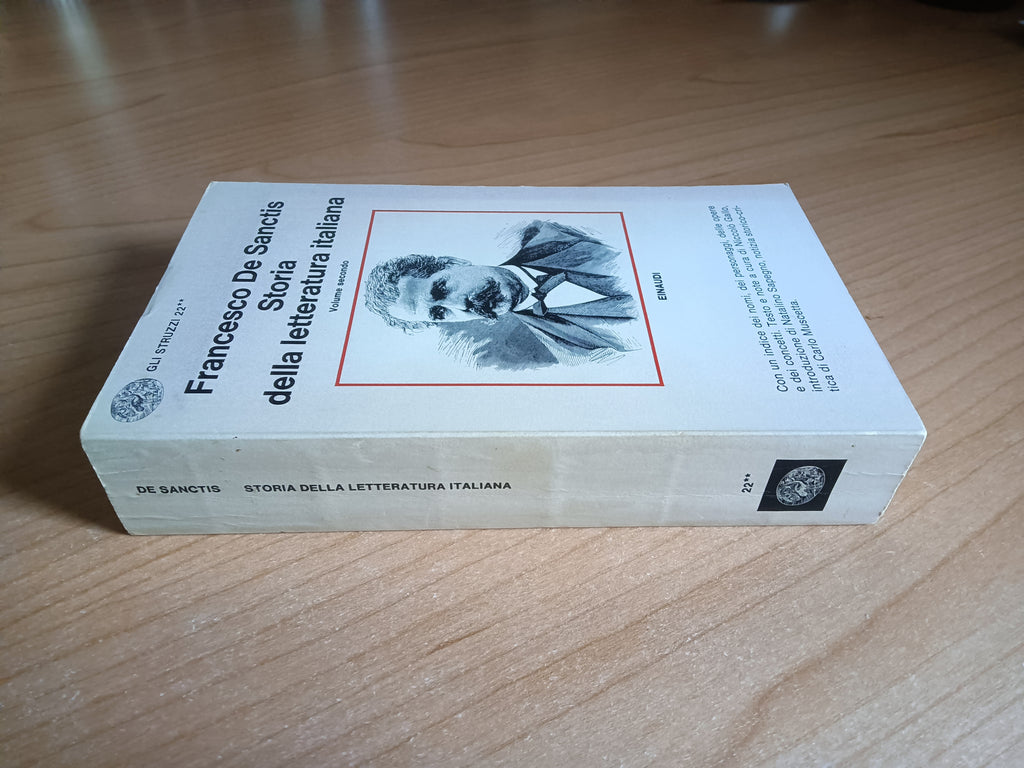 GLI STRUZZI 22**
Francesco De Sanctis
Storia
della letteratura italiana
Volume secondo
EINAUDI
Con un indice dei nomi, dei personaggi, delle opere
e dei concetti. Testo e note a cura di Niccolò Gallo,
introduzione di Natalino Sapegno, notizia storico-cri-
tica di Carlo Muscetta.
DE SANCTIS STORIA DELLA LETTERATURA ITALIANA
22**